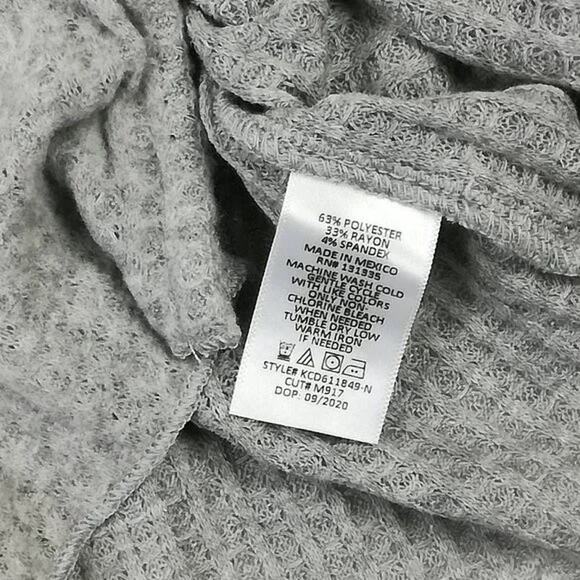 63% POLYESTER
33% RAYON
4% SPANDEX
MADE IN MEXICO
RN# 131935
MACHINE WASH COLD
GENTLE CYCLE
WITH LIKE COLORS
ONLY NON-
CHLORINE BLEACH
WHEN NEEDED
TUMBLE DRY LOW
WARM IRON
IF NEEDED
STYLE# KCD611849-N
CUT# M917
DOP: 09/2020